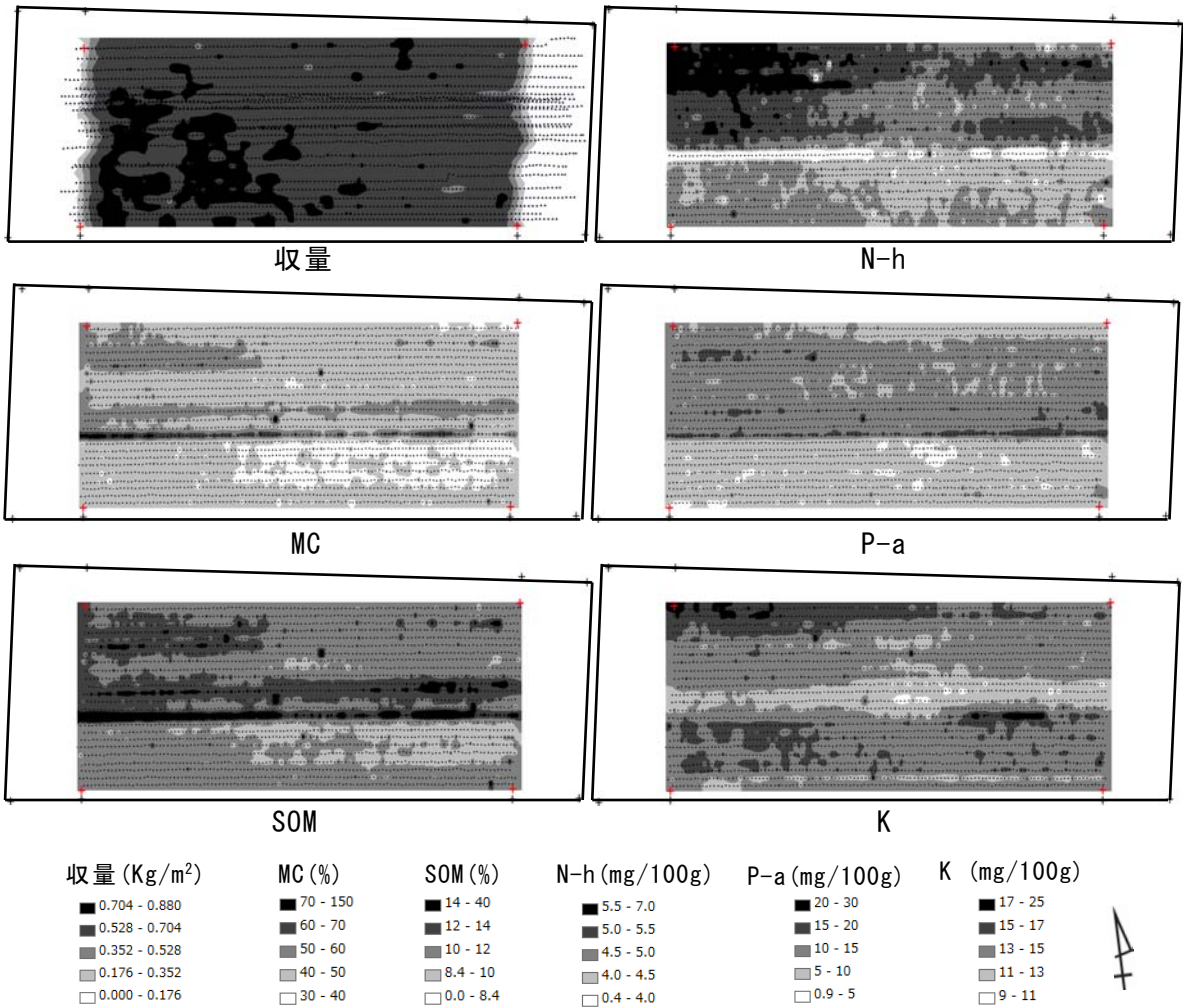 収量
N-h
MC
P-a
SOM
K
収量(Kg/m²)
0.704 - 0.880
0.528 - 0.704
0.352 - 0.528
0.176 - 0.352
0.000 - 0.176
MC(%)
70 - 150
60 - 70
50 - 60
40 - 50
30 - 40
SOM(%)
14 - 40
12 - 14
10 - 12
8.4 - 10
0.0 - 8.4
N-h(mg/100g)
5.5 - 7.0
5.0 - 5.5
4.5 - 5.0
4.0 - 4.5
0.4 - 4.0
P-a(mg/100g)
20 - 30
15 - 20
10 - 15
5 - 10
0.9 - 5
K (mg/100g)
17 - 25
15 - 17
13 - 15
11 - 13
9 - 11